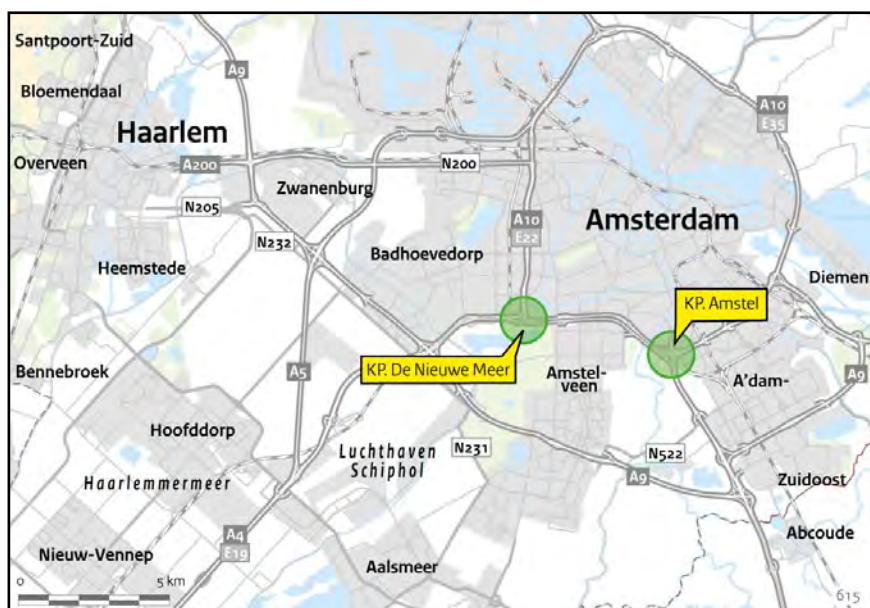 Santpoort-Zuid
A9
Bloemendaal
A10
E35
Haarlem
Overveen
A200
N200
Zwanenburg
N205
A10
E22
Amsterdam
N232
Badhoevedorp
Heemstede
Diemen
KP. Amstel
KP. De Nieuwe Meer
Bennebroek
A5
Amstel-
veen
A'dam-
A9
Hoofddorp
Luchthaven
Schiphol
N231
N522
Haarlemmermeer
A9
Zuidoost
A4
E19
Abcoude
Nieuw-Vennep
Aalsmeer
0
5 km
615